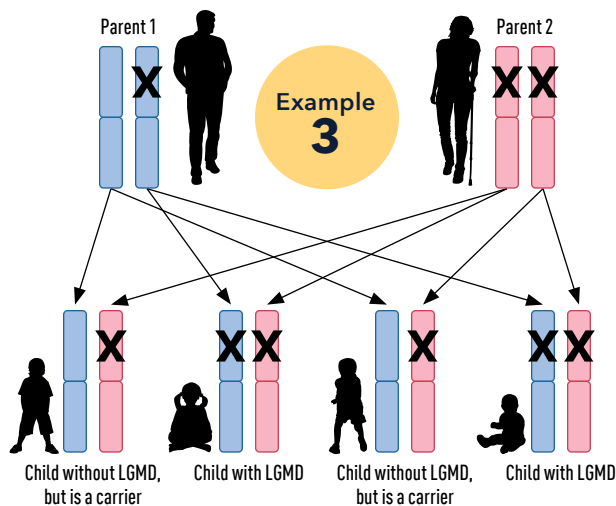 Parent 1
Parent 2
Example
3
X
X X
X
X X
X
X X
Child without LGMD,
but is a carrier
Child with LGMD
Child without LGMD,
but is a carrier
Child with LGMD